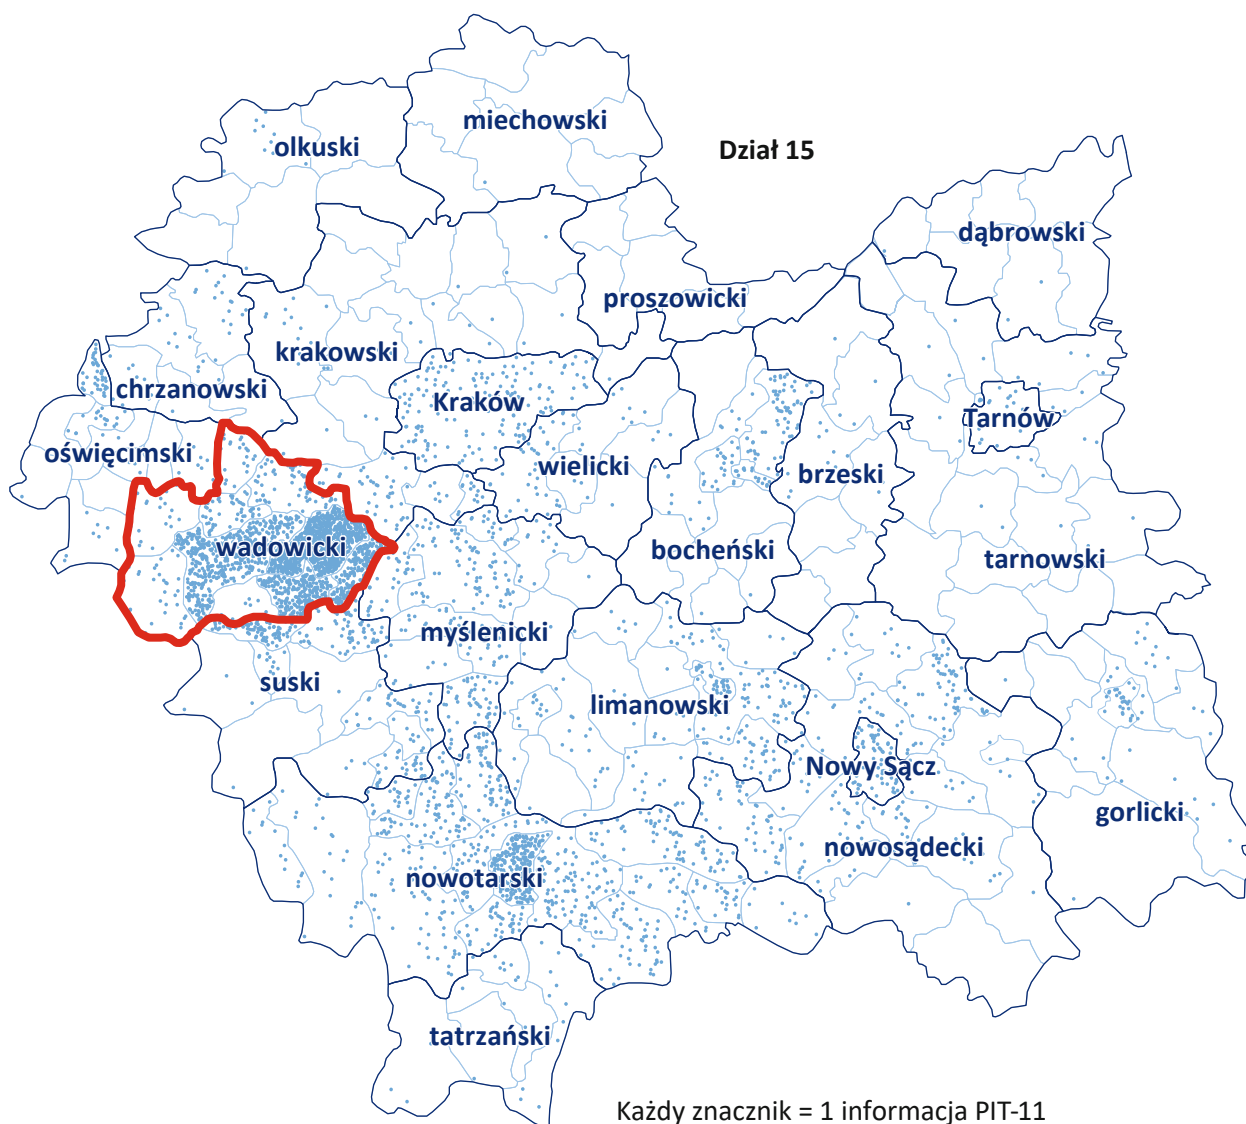 miechowski
olkuski
Dział 15
dąbrowski
proszowicki
krakowski
chrzanowski
Kraków
Tarnów
oświęcimski
wielicki
brzeski
wadowicki
bocheński
tarnowski
myślenicki
suski
limanowski
Nowy Sącz
gorlicki
nowosądecki
nowotarski
tatrzański
Każdy znacznik = 1 informacja PIT-11